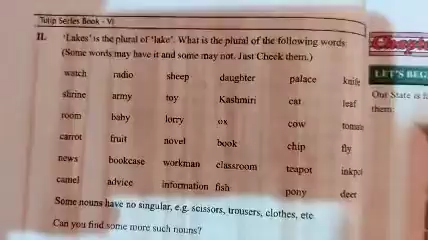 Tulip Series Book - VI
II. 'Lakes' is the plural of 'lake'. What is the plural of the following words
(Some words may have it and some may not. Just Check them.)
watch radio sheep daughter palace knife
shrine army toy Kashmiri cat leaf
room baby lorry ox cow tomato
carrot fruit novel book chip fly
news bookcase workman classroom teapot inkpot
camel advice information fish pony deer
Some nouns have no singular, e.g. scissors, trousers, clothes, etc
Can you find some more such nouns?
LET'S BEG
Our State is
them: